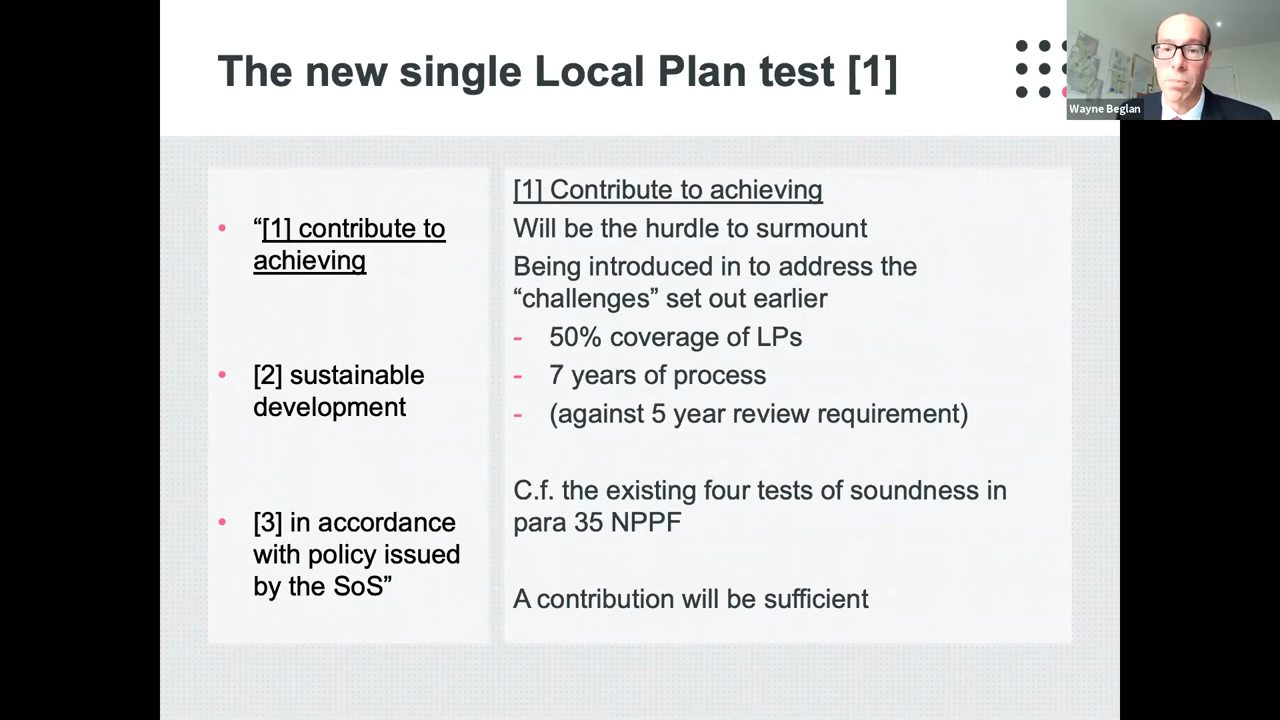 The new single Local Plan test [1]
Wayne Beglan
• “[1] contribute to
achieving
• [2] sustainable
development
• [3] in accordance
with policy issued
by the SoS”
[1] Contribute to achieving
Will be the hurdle to surmount
Being introduced in to address the
“challenges” set out earlier
- 50% coverage of LPs
- 7 years of process
- (against 5 year review requirement)
C.f. the existing four tests of soundness in
para 35 NPPF
A contribution will be sufficient